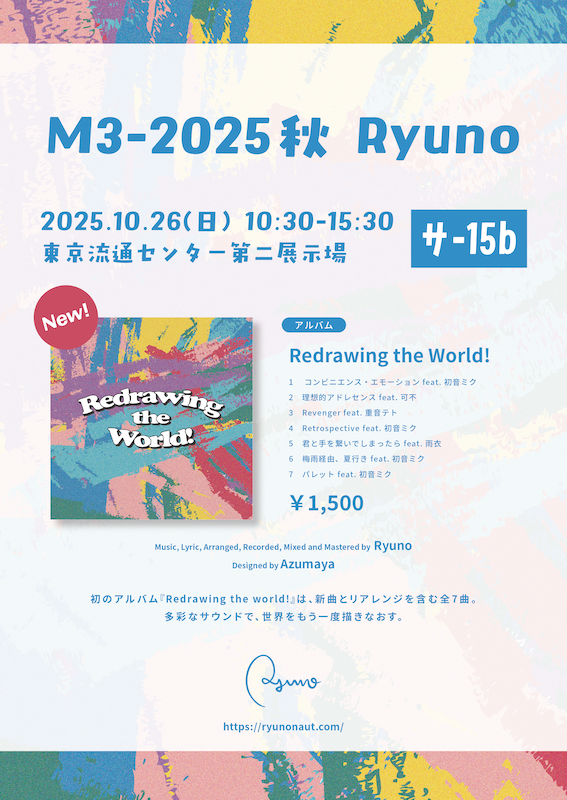 M3-2025秋 Ryuno
2025.10.26(日) 10:30-15:30
東京流通センター第二展示場
サ-15b
New!
Redrawing
the
World!
アルバム
Redrawing the World!
1 コンビニエンス・エモーション feat. 初音ミク
2 理想的アドレセンス feat. 可不
3 Revenger feat. 重音テト
4 Retrospective feat. 初音ミク
5 君と手を繋いでしまったら feat. 雨衣
6 梅雨経由、夏行き feat. 初音ミク
7 パレット feat. 初音ミク
￥1,500
Music, Lyric, Arranged, Recorded, Mixed and Mastered by Ryuno
Designed by Azumaya
初のアルバム『Redrawing the world!』は、新曲とリアレンジを含む全7曲。
多彩なサウンドで、世界をもう一度描きなおす。
Ryuno
https://ryunonaut.com/